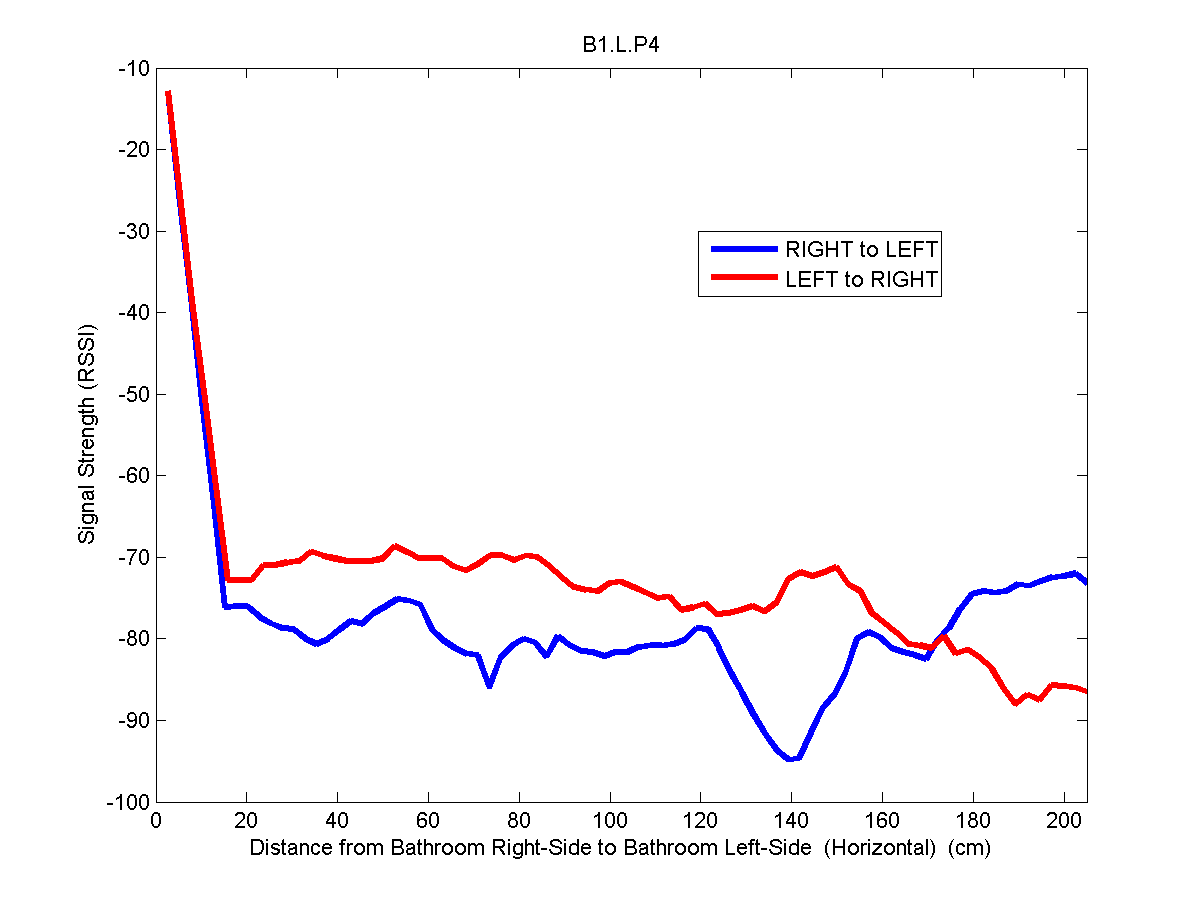 B1.L.P4
-10
-20
-30
-40
-50
-60
-70
-80
-90
-100
Signal Strength (RSSI)
RIGHT to LEFT
LEFT to RIGHT
0 20 40 60 80 100 120 140 160 180 200
Distance from Bathroom Right-Side to Bathroom Left-Side (Horizontal) (cm)